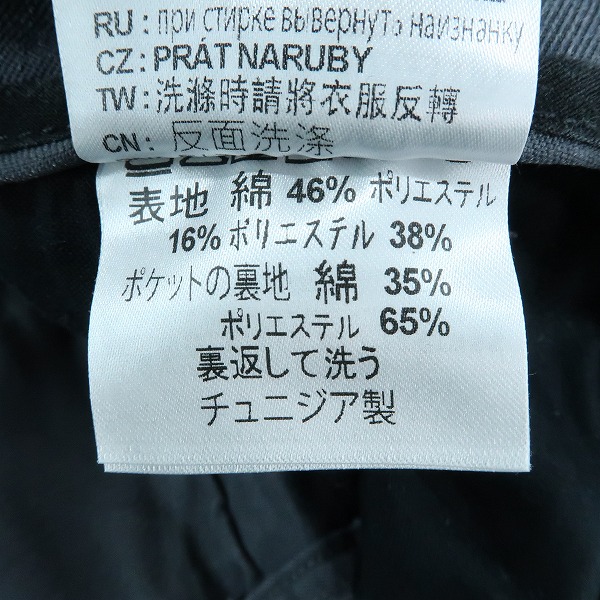 RU: при стирке вывернуть наизнанку
CZ: PRÁT NARUBY
TW: 洗滌時請將衣服反轉
CN: 反面洗涤
表地 綿 46% ポリエステル
16% ポリエステル 38%
ポケットの裏地 綿 35%
ポリエステル 65%
裏返して洗う
チュニジア製